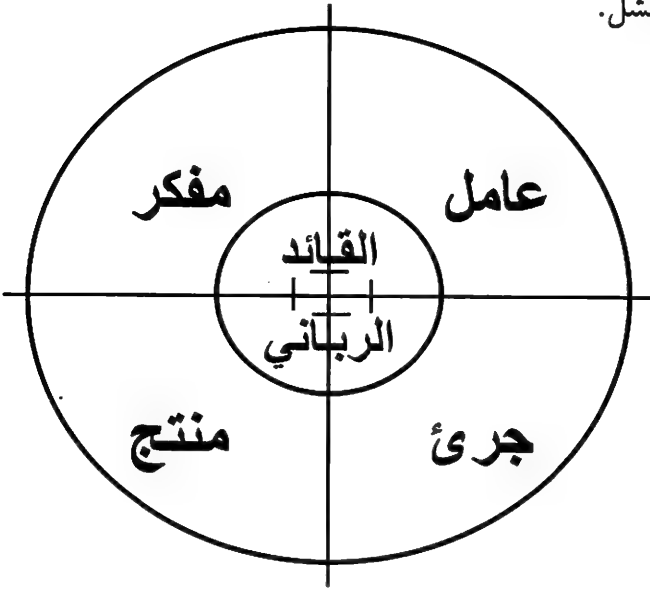 عامل
مفكر
القائد
الرباني
جرئ
منتج